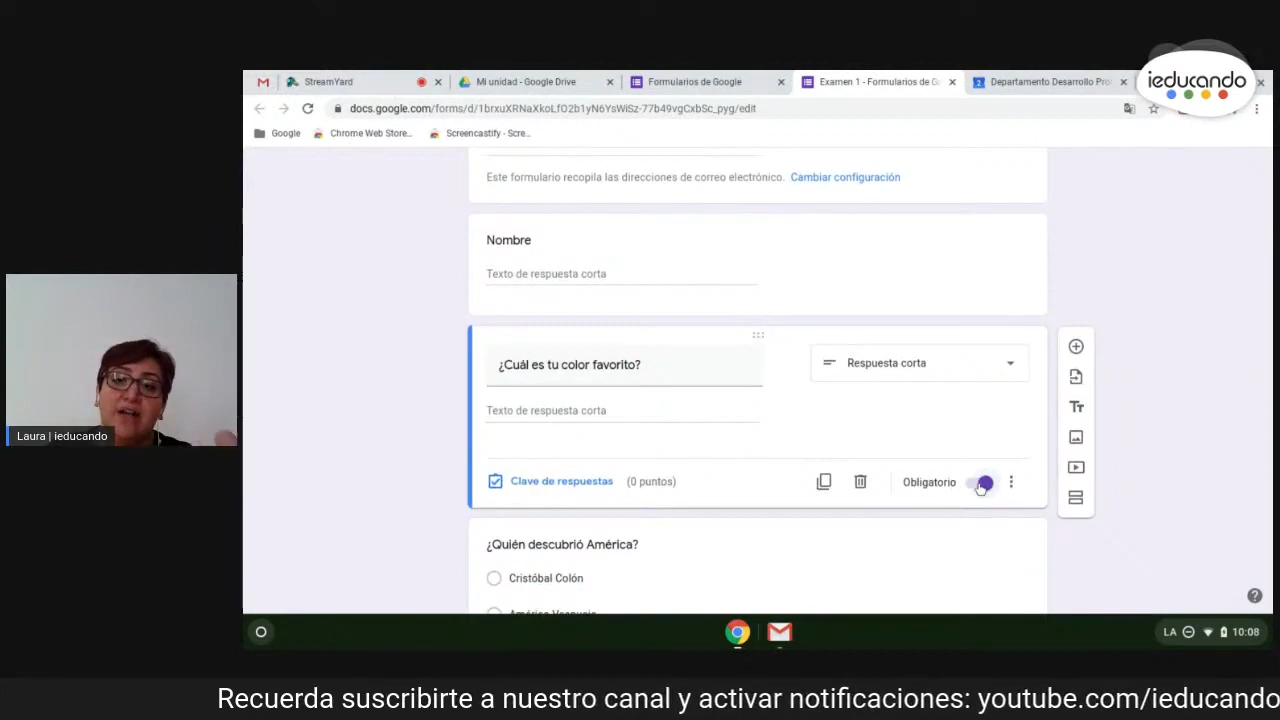 ieducando
StreamYard
Mi unidad - Google Drive
Formularios de Google
Examen 1 - Formularios de G
Departamento Desarrollo Pro
docs.google.com/forms/d/1brxuXRNaXkoLfO2b1yN6YsWiSz-77b49vgCxbSc_pyg/edit
Google
Chrome Web Store...
Screencastify - Scre...
Este formulario recopila las direcciones de correo electrónico. Cambiar configuración
Nombre
Texto de respuesta corta
¿Cuál es tu color favorito?
Respuesta corta
Texto de respuesta corta
Clave de respuestas (0 puntos)
Obligatorio
¿Quién descubrió América?
Cristóbal Colón
Laura | ieducando
LA
10:08
Recuerda suscribirte a nuestro canal y activar notificaciones: youtube.com/ieducando